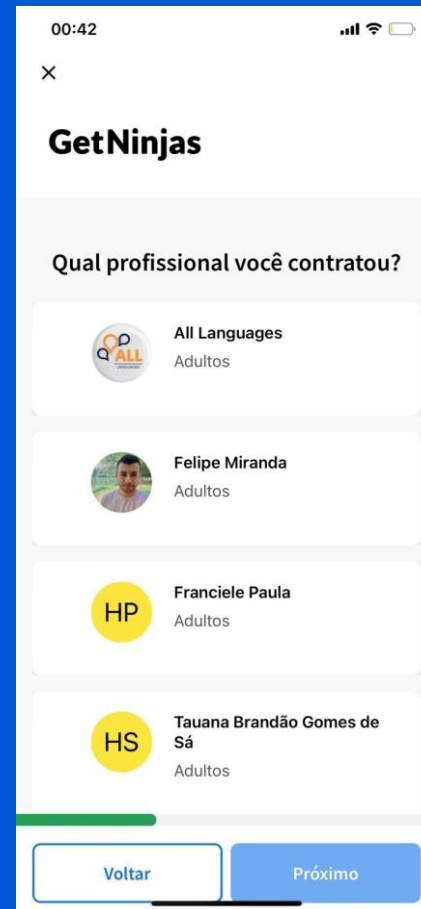 00:42
GetNinjas
Qual profissional você contratou?
ALL
All Languages
Adultos
Felipe Miranda
Adultos
HP
Franciele Paula
Adultos
HS
Tauana Brandão Gomes de
Sá
Adultos
Voltar
Próximo